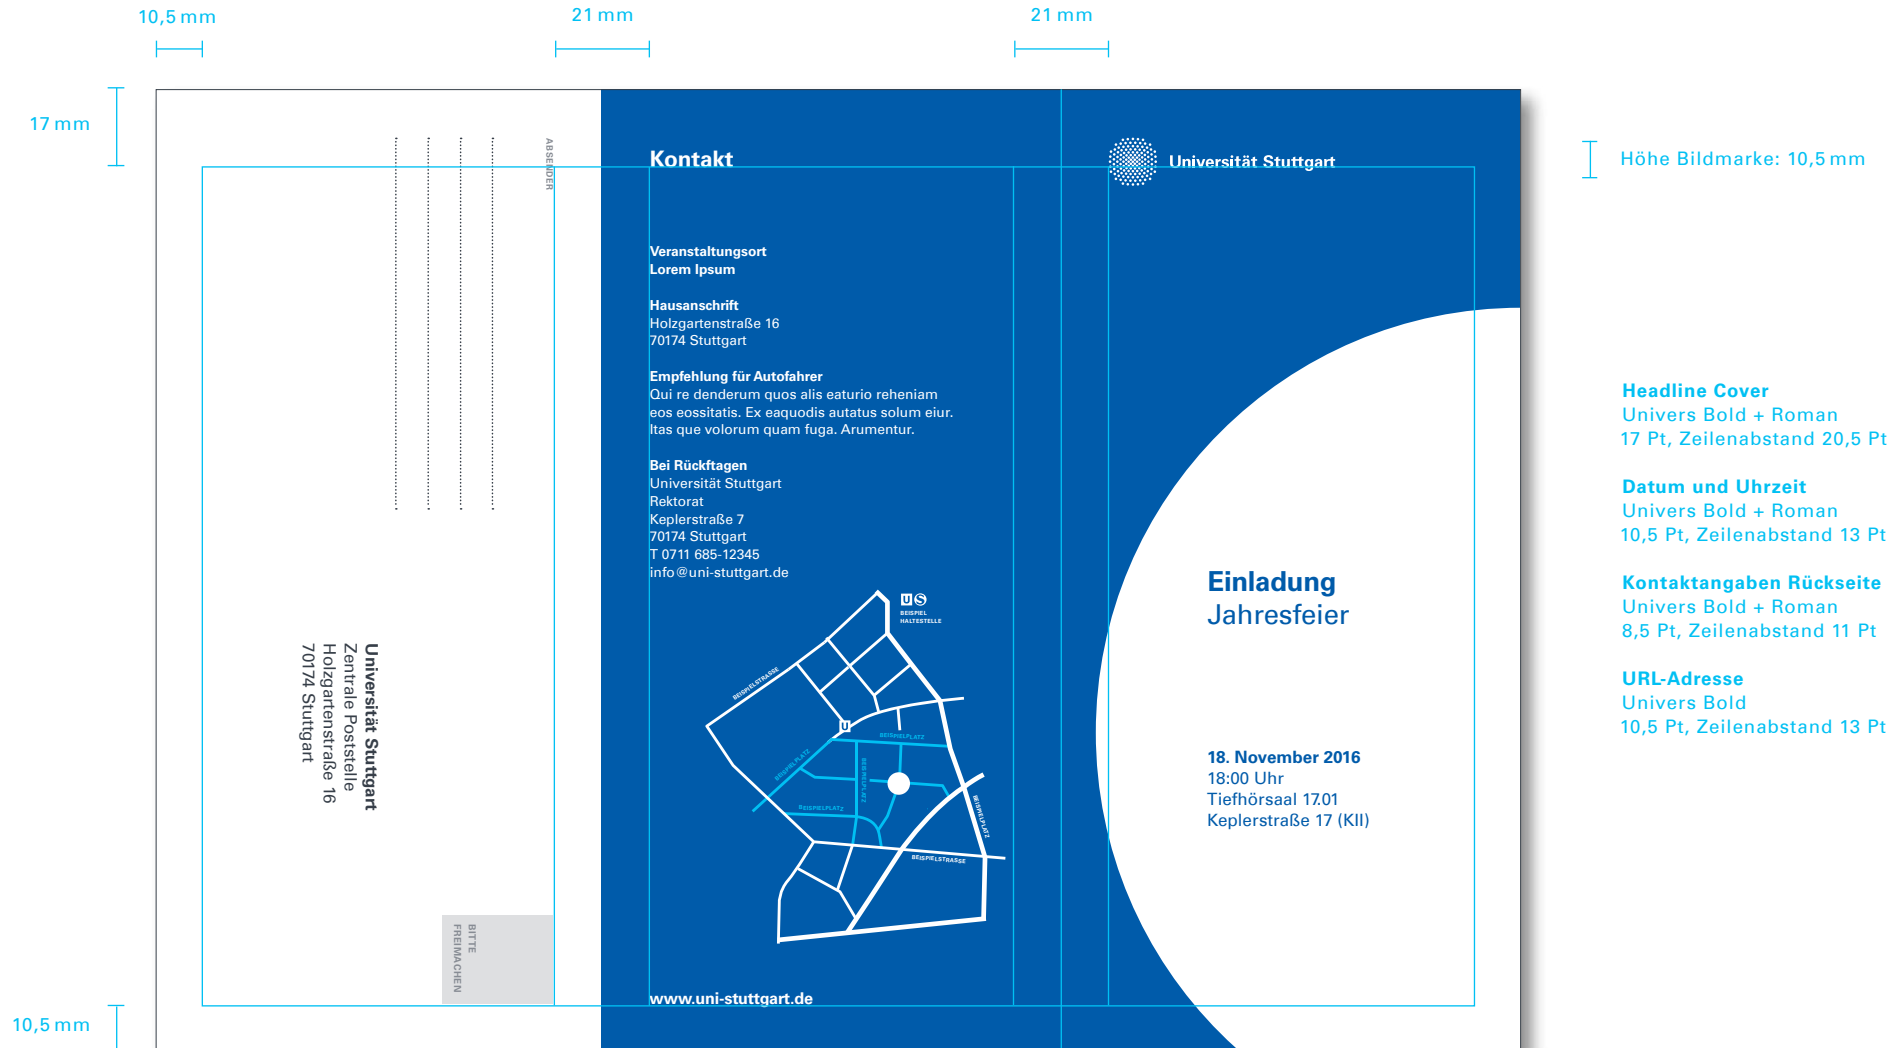 10,5 mm
21 mm
21 mm
17 mm
10,5 mm
ABSENDER
Universität Stuttgart
Zentrale Poststelle
Holzgartenstraße 16
70174 Stuttgart
BITTE
FREIMACHEN
Kontakt
Veranstaltungsort
Lorem Ipsum
Hausanschrift
Holzgartenstraße 16
70174 Stuttgart
Empfehlung für Autofahrer
Qui re denderum quos alis eaturio reheniam
eos eossitatis. Ex eaquodis autatus solum eiur.
Itas que volorum quam fuga. Arumentur.
Bei Rückftagen
Universität Stuttgart
Rektorat
Keplerstraße 7
70174 Stuttgart
T 0711 685-12345
info@uni-stuttgart.de
U S
BEISPIEL
HALTESTELLE
BEISPIELSTRASSE
U
BEISPIELPLATZ
BEISPIELPLATZ
BEISPIELPLATZ
BEISPIELPLATZ
BEISPIELPLATZ
BEISPIELSTRASSE
www.uni-stuttgart.de
Universität Stuttgart
Einladung
Jahresfeier
18. November 2016
18:00 Uhr
Tiefhörsaal 17.01
Keplerstraße 17 (KII)
Höhe Bildmarke: 10,5 mm
Headline Cover
Univers Bold + Roman
17 Pt, Zeilenabstand 20,5 Pt
Datum und Uhrzeit
Univers Bold + Roman
10,5 Pt, Zeilenabstand 13 Pt
Kontaktangaben Rückseite
Univers Bold + Roman
8,5 Pt, Zeilenabstand 11 Pt
URL-Adresse
Univers Bold
10,5 Pt, Zeilenabstand 13 Pt